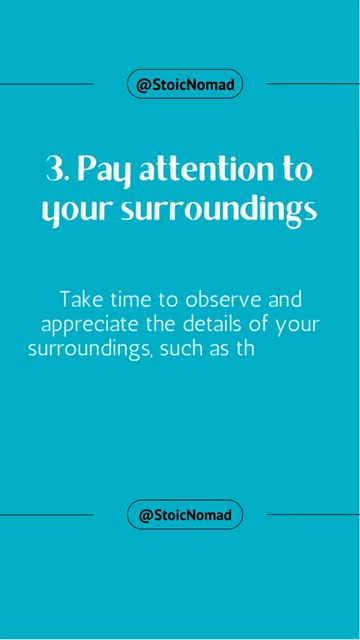 @StoicNomad
3. Pay attention to
your surroundings
Take time to observe and
appreciate the details of your
surroundings, such as th
@StoicNomad